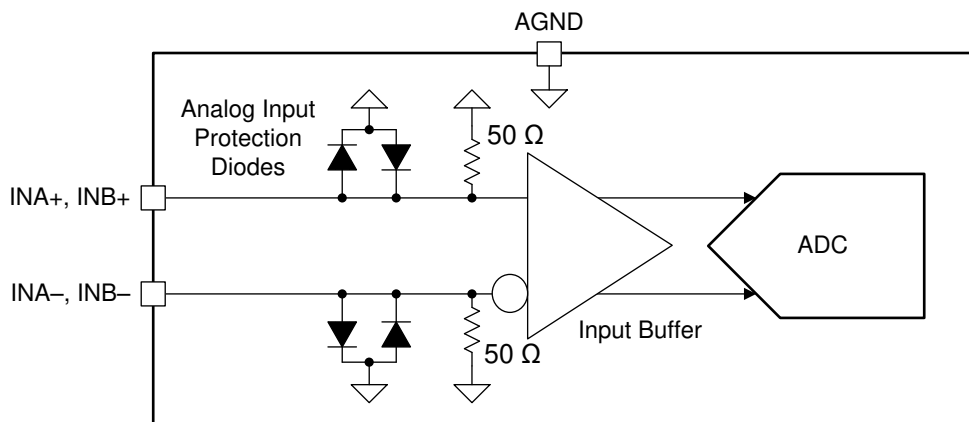 AGND
Analog Input
Protection
Diodes
50 Ω
INA+, INB+
ADC
INA–, INB–
Input Buffer
50 Ω